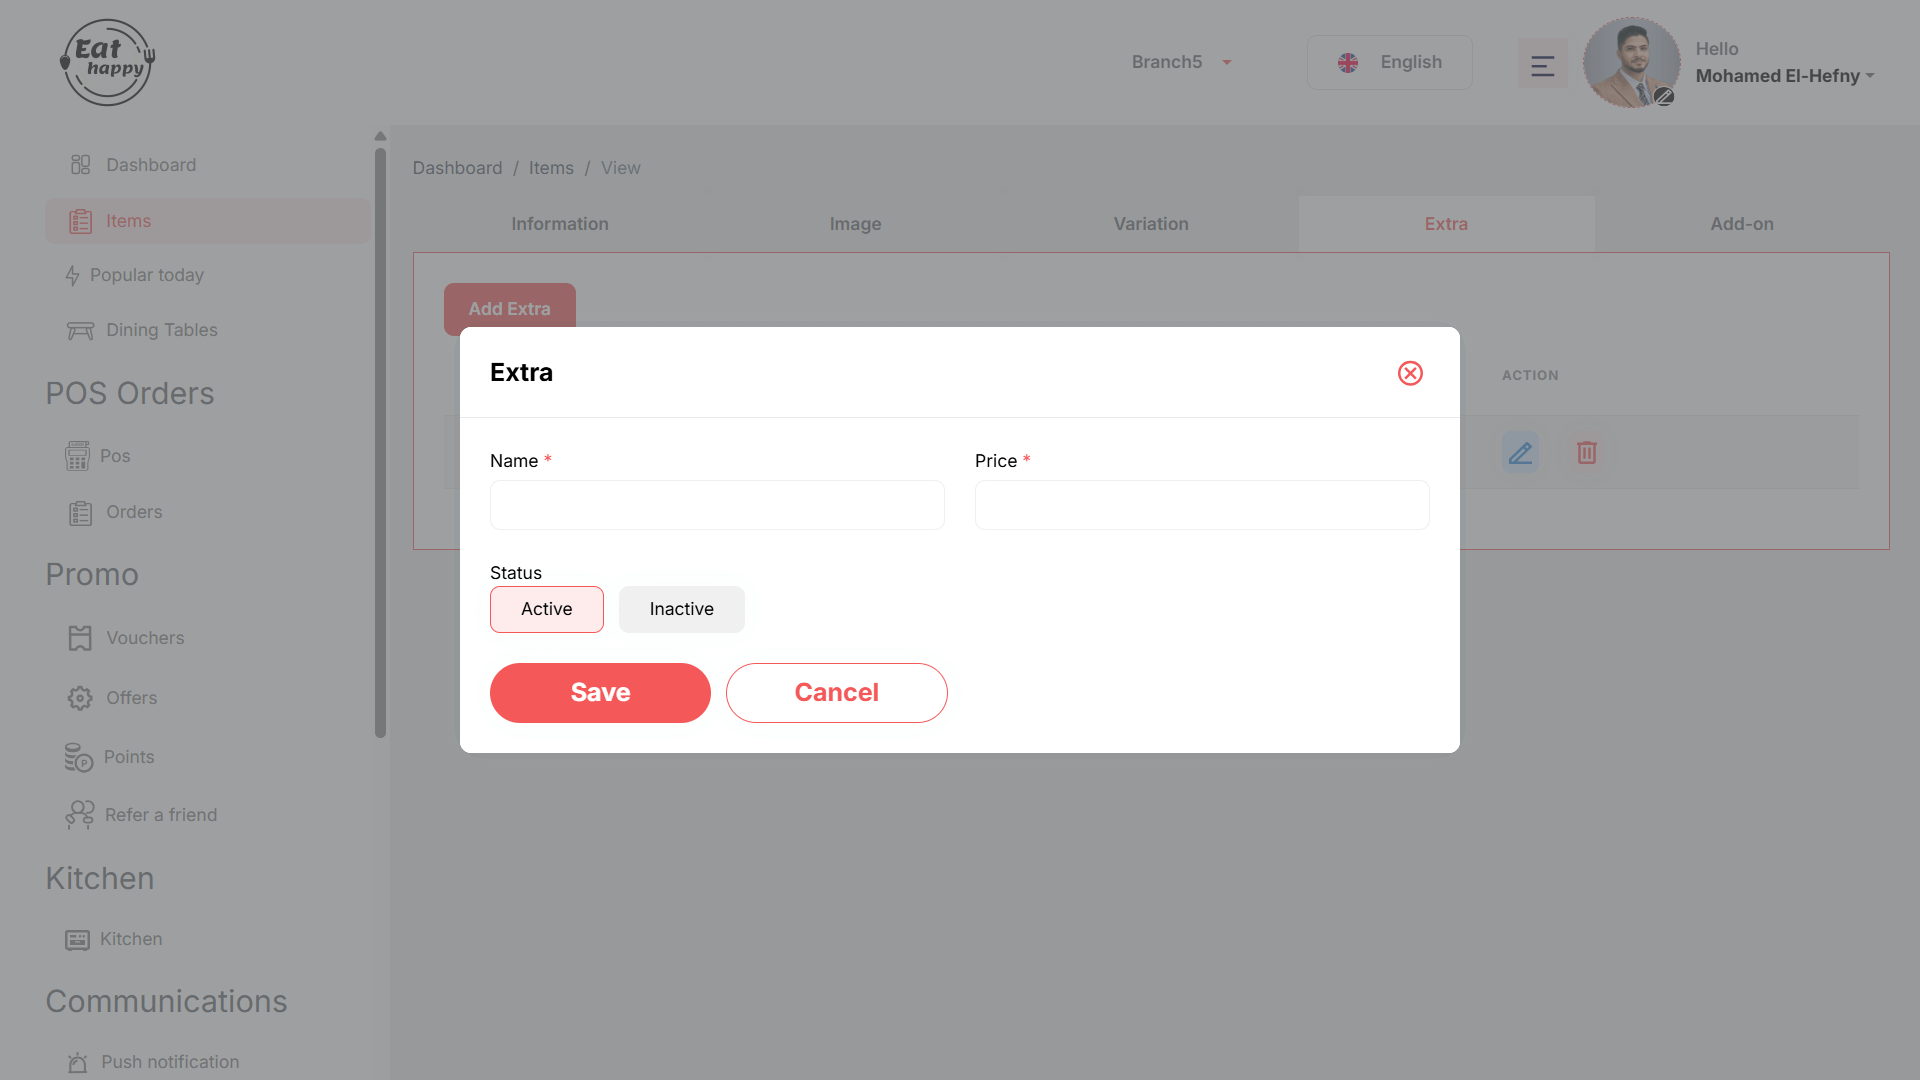 Eat
happy
Branch5
English
Hello
Mohamed El-Hefny
Dashboard
Items
Popular today
Dining Tables
POS Orders
Pos
Orders
Promo
Vouchers
Offers
Points
Refer a friend
Kitchen
Kitchen
Communications
Push notification
Dashboard / Items / View
Information Image Variation Extra Add-on
Add Extra
ACTION
Extra
Name * Price *
Status
Active Inactive
Save Cancel